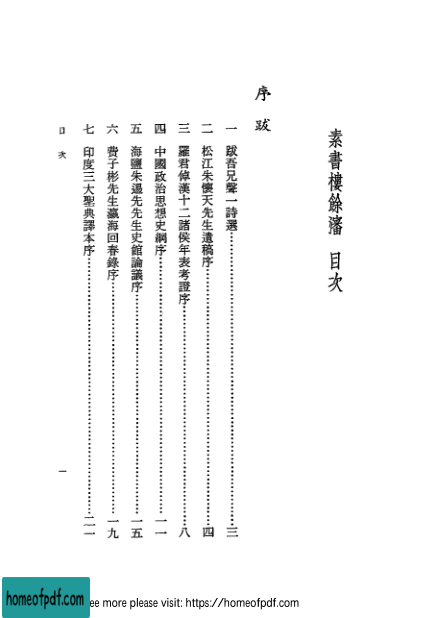 素書樓餘瀋　目次
序跋
一　跋吾兄聲一詩選……三
二　松江朱懷天先生遺稿序……四
三　羅君倬漢十二諸侯年表考證序……八
四　中國政治思想史綱序……一一
五　海鹽朱逷先先生史館論議序……一五
六　費子彬先生瀛海回春錄序……一九
七　印度三大聖典譯本序……二一
目次
一
homeofpdf.com
ee more please visit: https://homeofpdf.com